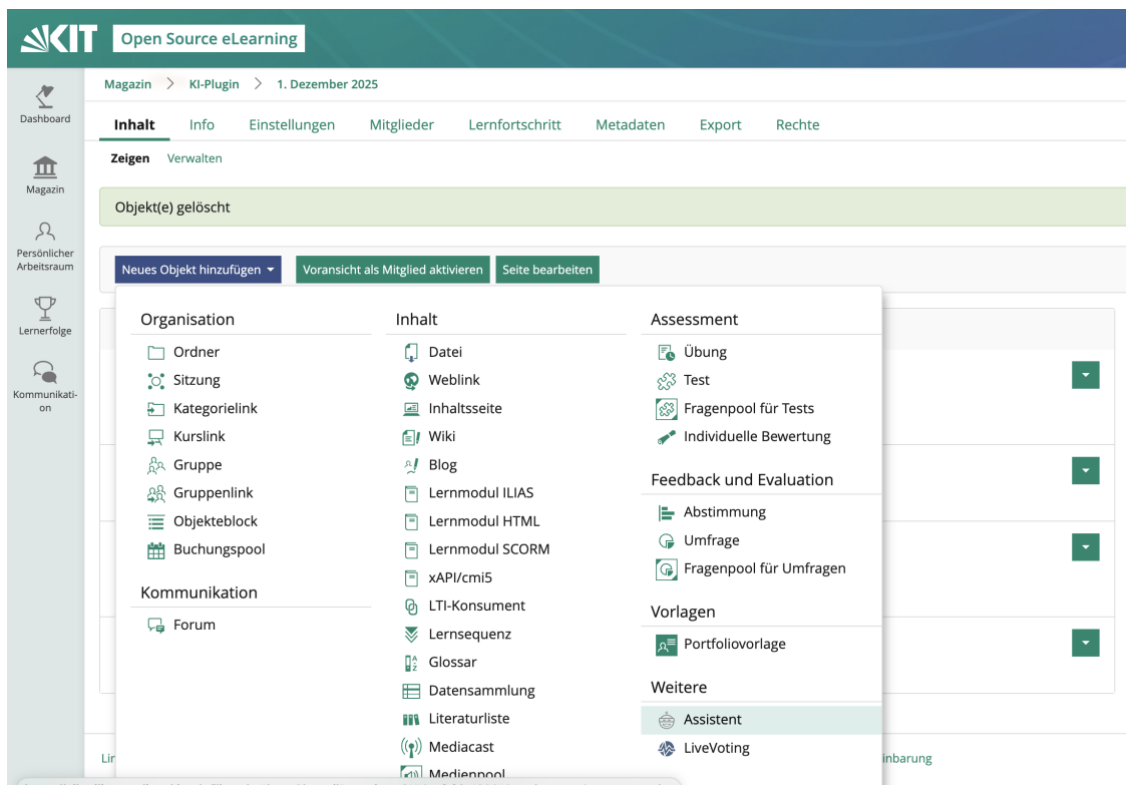 KIT Open Source eLearning
Magazin > KI-Plugin > 1. Dezember 2025
Dashboard
Magazin
Persönlicher
Arbeitsraum
Lernerfolge
Kommunikati-
on
Inhalt Info Einstellungen Mitglieder Lernfortschritt Metadaten Export Rechte
Zeigen Verwalten
Objekt(e) gelöscht
Neues Objekt hinzufügen Voransicht als Mitglied aktivieren Seite bearbeiten
Organisation
Ordner
Sitzung
Kategorielink
Kurslink
Gruppe
Gruppenlink
Objekteblock
Buchungspool
Kommunikation
Forum
Inhalt
Datei
Weblink
Inhaltsseite
Wiki
Blog
Lernmodul ILIAS
Lernmodul HTML
Lernmodul SCORM
xAPI/cmi5
LTI-Konsument
Lernsequenz
Glossar
Datensammlung
Literaturliste
Mediacast
Medienpool
Assessment
Übung
Test
Fragenpool für Tests
Individuelle Bewertung
Feedback und Evaluation
Abstimmung
Umfrage
Fragenpool für Umfragen
Vorlagen
Portfoliovorlage
Weitere
Assistent
LiveVoting
inbarung